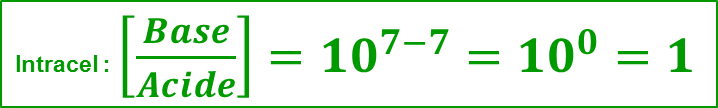 Intracel : [Base/Acide] = 10^{7−7} = 10^0 = 1